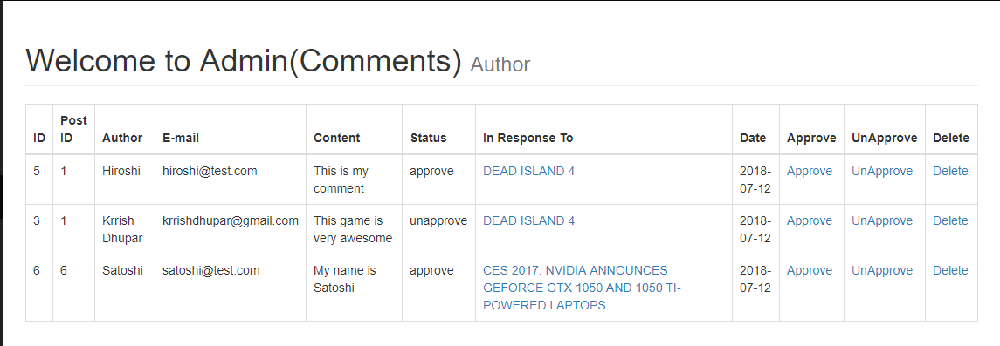 Welcome to Admin(Comments) Author
ID Post ID Author E-mail Content Status In Response To Date Approve UnApprove Delete
5 1 Hiroshi hiroshi@test.com This is my comment approve DEAD ISLAND 4 2018-07-12 Approve UnApprove Delete
3 1 Krrish Dhupar krrishdhupar@gmail.com This game is very awesome unapprove DEAD ISLAND 4 2018-07-12 Approve UnApprove Delete
6 6 Satoshi satoshi@test.com My name is Satoshi approve CES 2017: NVIDIA ANNOUNCES GEFORCE GTX 1050 AND 1050 TI-POWERED LAPTOPS 2018-07-12 Approve UnApprove Delete